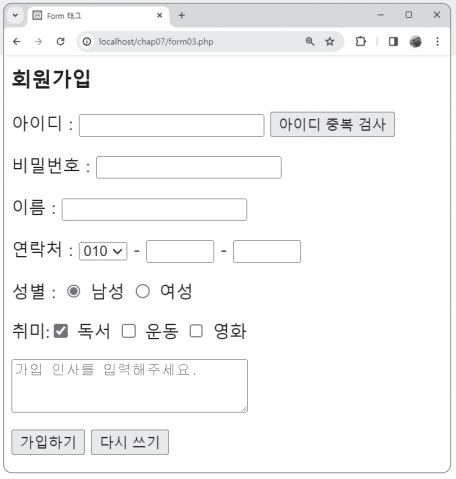 Form 태그
localhost/chap07/form03.php
회원가입
아이디 : 아이디 중복 검사
비밀번호 :
이름 :
연락처 : 010 - -
성별 : 남성 여성
취미: 독서 운동 영화
가입 인사를 입력해주세요.
가입하기 다시 쓰기